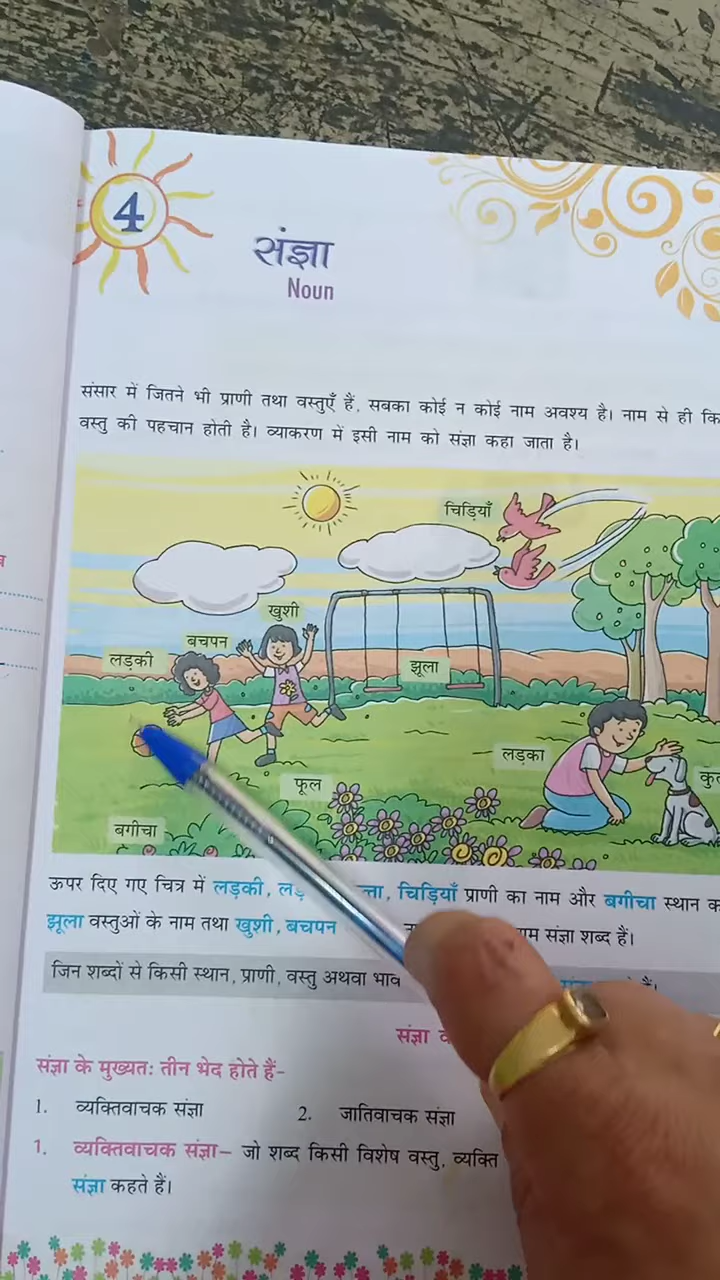 4
संज्ञा
Noun
संसार में जितने भी प्राणी तथा वस्तुएँ हैं, सबका कोई न कोई नाम अवश्य है। नाम से ही कि
वस्तु की पहचान होती है। व्याकरण में इसी नाम को संज्ञा कहा जाता है।
चिड़ियाँ
खुशी
बचपन
लड़की
झूला
लड़का
फूल
बगीचा
ऊपर दिए गए चित्र में लड़की, चिड़ियाँ प्राणी का नाम और बगीचा स्थान
झूला वस्तुओं के नाम तथा खुशी, बचपन संज्ञा शब्द हैं।
जिन शब्दों से किसी स्थान, प्राणी, वस्तु अथवा भाव
संज्ञा
संज्ञा के मुख्यतः तीन भेद होते हैं-
1. व्यक्तिवाचक संज्ञा 2. जातिवाचक संज्ञा
1. व्यक्तिवाचक संज्ञा– जो शब्द किसी विशेष वस्तु, व्यक्ति
संज्ञा कहते हैं।